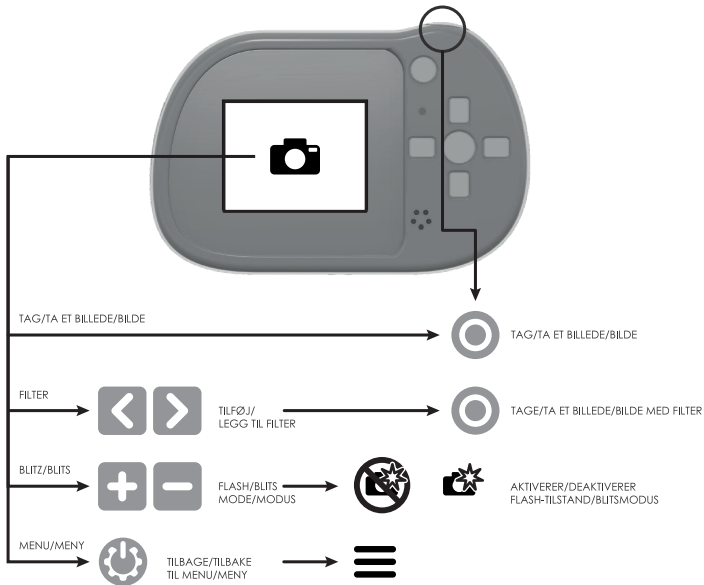 TAG/TA ET BILLEDE/BILDE
TAG/TA ET BILLEDE/BILDE
FILTER
TILFØJ/
LEGG TIL FILTER
TAGE/TA ET BILLEDE/BILDE MED FILTER
BLITZ/BLITS
FLASH/BLITS
MODE/MODUS
AKTIVERER/DEAKTIVERER
FLASH-TILSTAND/BLITSMODUS
MENU/MENY
TILBAGE/TILBAKE
TIL MENU/MENY